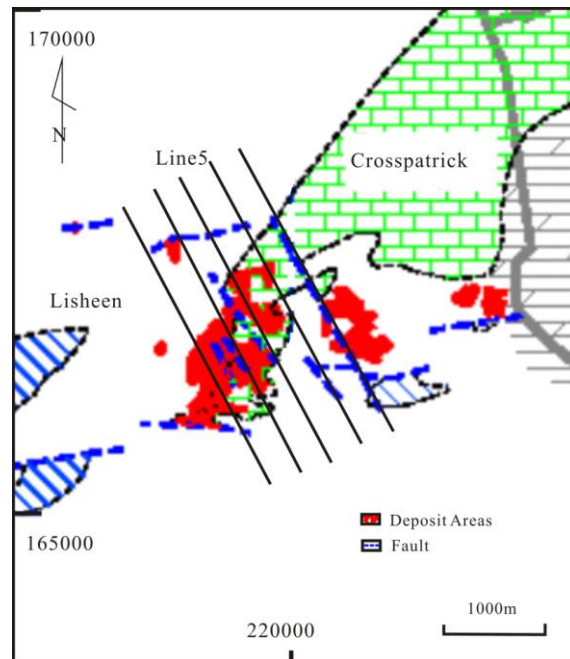 170000
N
Line5
Crosspatrick
Lisheen
Deposit Areas
165000
Fault
1000m
220000